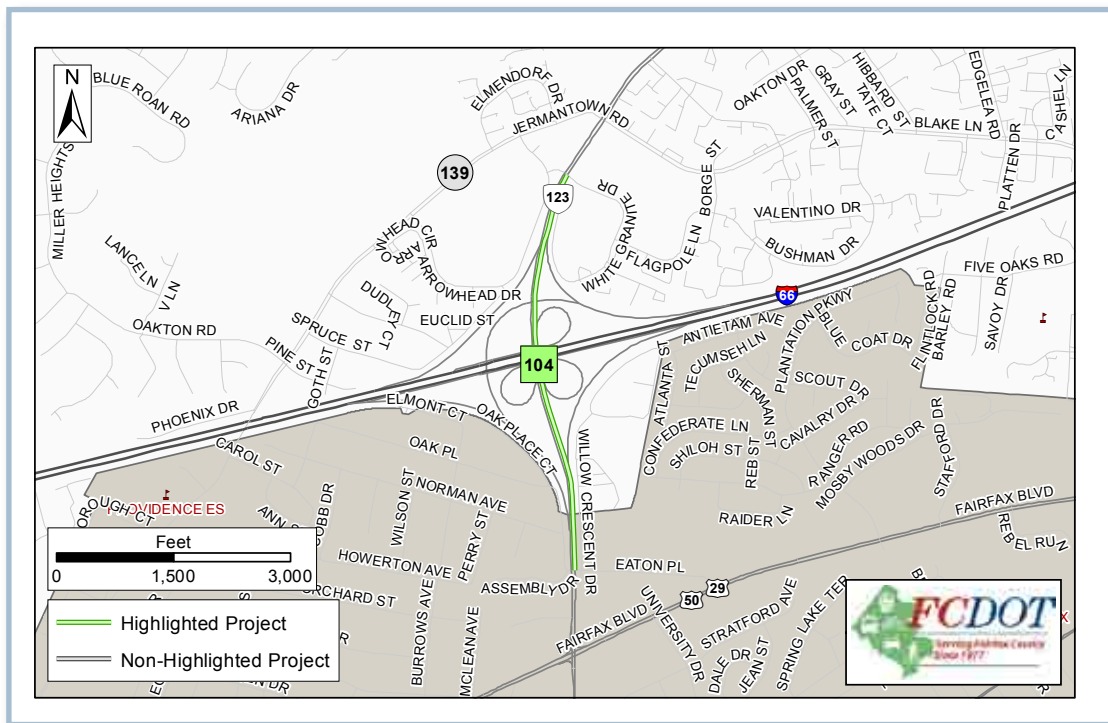 N
BLUE ROAN RD
ARIANA DR
ELMENDORF DR
JERMANTOWN RD
OAKTON DR
PALMER ST
GRAY ST
HIBBARD ST
TATE CT
BLAKE LN
EDGELEA RD
PLATTEN DR
CASHEL LN
MILLER HEIGHTS
139
123
WHITE GRANITE DR
FLAGPOLE LN
BORGE ST
VALENTINO DR
BUSHMAN DR
FIVE OAKS RD
SAVOY DR
BARLEY RD
FLINTLOCK RD
LANCE LN
V LN
OAKTON RD
ARROWHEAD DR
DUDLEY CT
EUCLID ST
SPRUCE ST
PINE ST
GOTH ST
PHOENIX DR
66
104
ANTIETAM AVE
PLANTATION PKWY
BLUE COAT DR
TECUMSEH LN
ATLANTA ST
SHERMAN ST
SCOUT DR
CAVALRY DR
CONFEDERATE LN
SHILOH ST
REB ST
RANGER RD
MOSBY WOODS DR
STAFFORD DR
RAIDER LN
FAIRFAX BLVD
REBEL RUN
ELMONT CT
OAK PLACE CT
WILLOW CRESCENT DR
CAROL ST
OAK PL
NORMAN AVE
WILSON ST
PERRY ST
PROVIDENCE ES
HOWERTON AVE
ASSEMBLY DR
EATON PL
BURROWS AVE
MCLEAN AVE
FAIRFAX BLVD
50
29
UNIVERSITY DR
STRATFORD AVE
DALE DR
JEAN ST
SPRING LAKE TER
Feet
0 1,500 3,000
Highlighted Project
Non-Highlighted Project
FCDOT
Serving Fairfax County
Since 1977